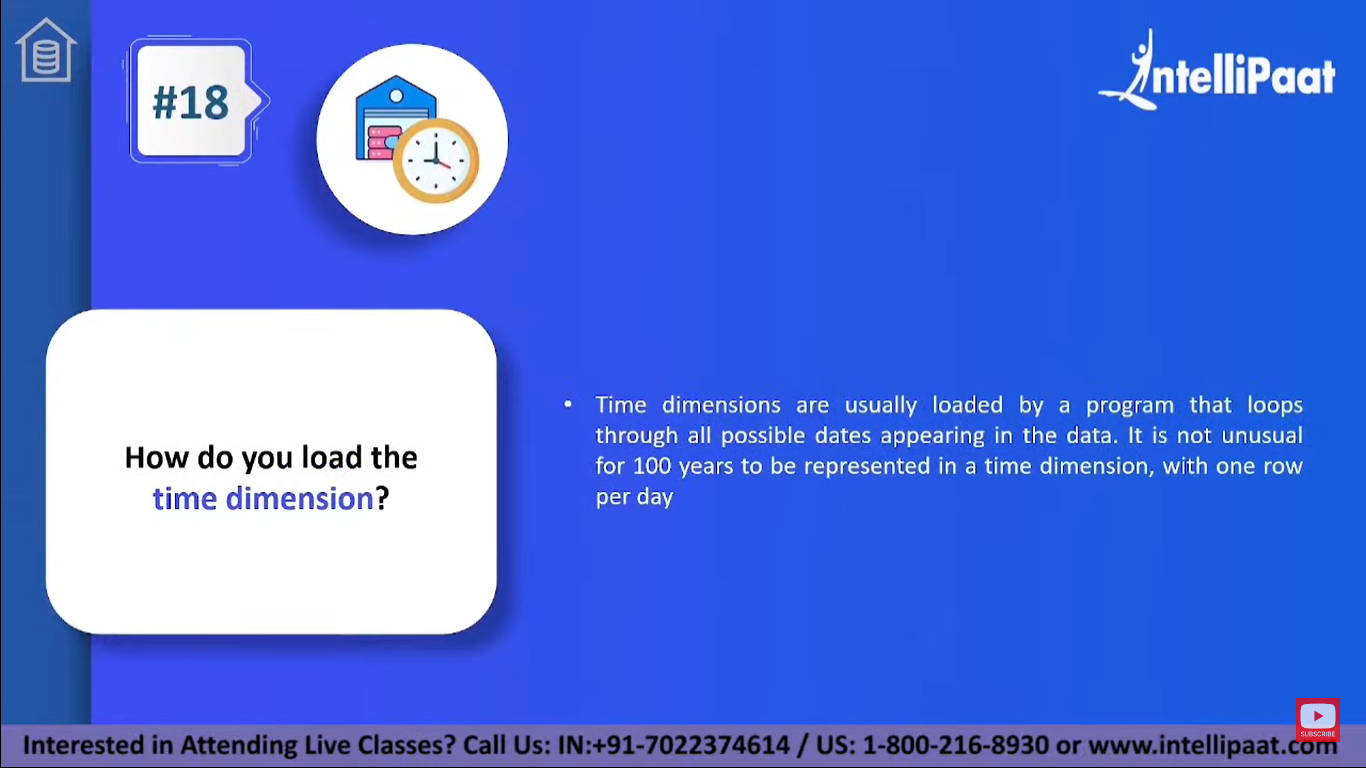 #18
IntelliPaat
How do you load the
time dimension?
• Time dimensions are usually loaded by a program that loops
through all possible dates appearing in the data. It is not unusual
for 100 years to be represented in a time dimension, with one row
per day
SUBSCRIBE
Interested in Attending Live Classes? Call Us: IN:+91-7022374614 / US: 1-800-216-8930 or www.intellipaat.com